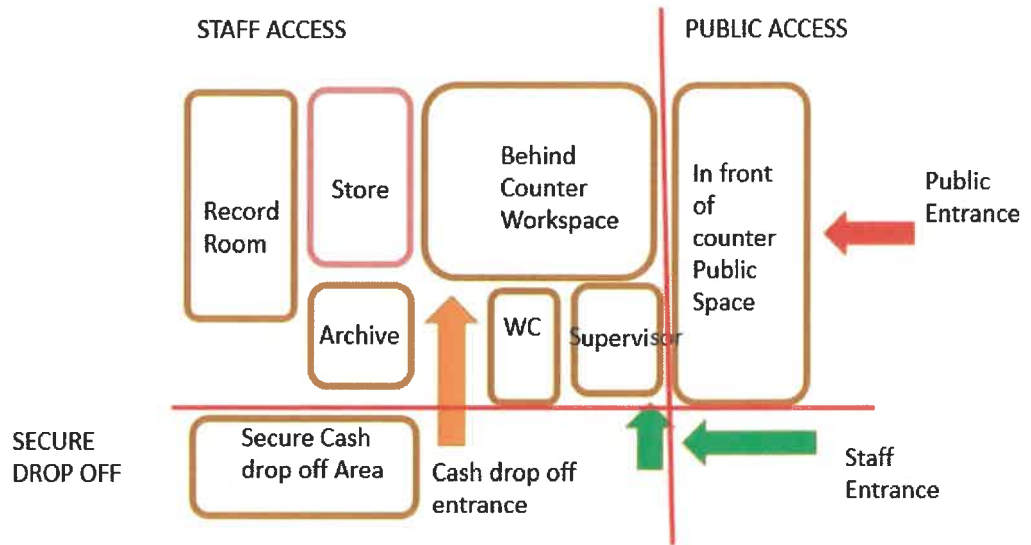 STAFF ACCESS
PUBLIC ACCESS
Record
Room
Store
Behind
Counter
Workspace
In front
of
counter
Public
Space
Public
Entrance
Archive
WC
Supervisor
SECURE
DROP OFF
Secure Cash
drop off Area
Cash drop off
entrance
Staff
Entrance